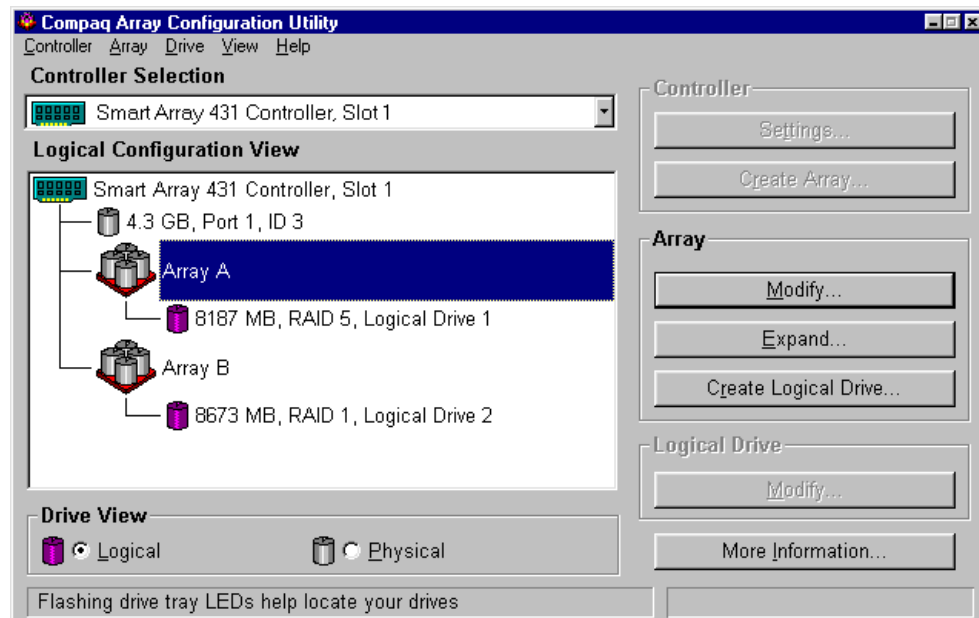 Compaq Array Configuration Utility
Controller Array Drive View Help
Controller Selection
Smart Array 431 Controller, Slot 1
Logical Configuration View
Smart Array 431 Controller, Slot 1
4.3 GB, Port 1, ID 3
Array A
8187 MB, RAID 5, Logical Drive 1
Array B
8673 MB, RAID 1, Logical Drive 2
Drive View
Logical
Physical
Controller
Settings...
Create Array...
Array
Modify...
Expand...
Create Logical Drive...
Logical Drive
Modify...
More Information...
Flashing drive tray LEDs help locate your drives